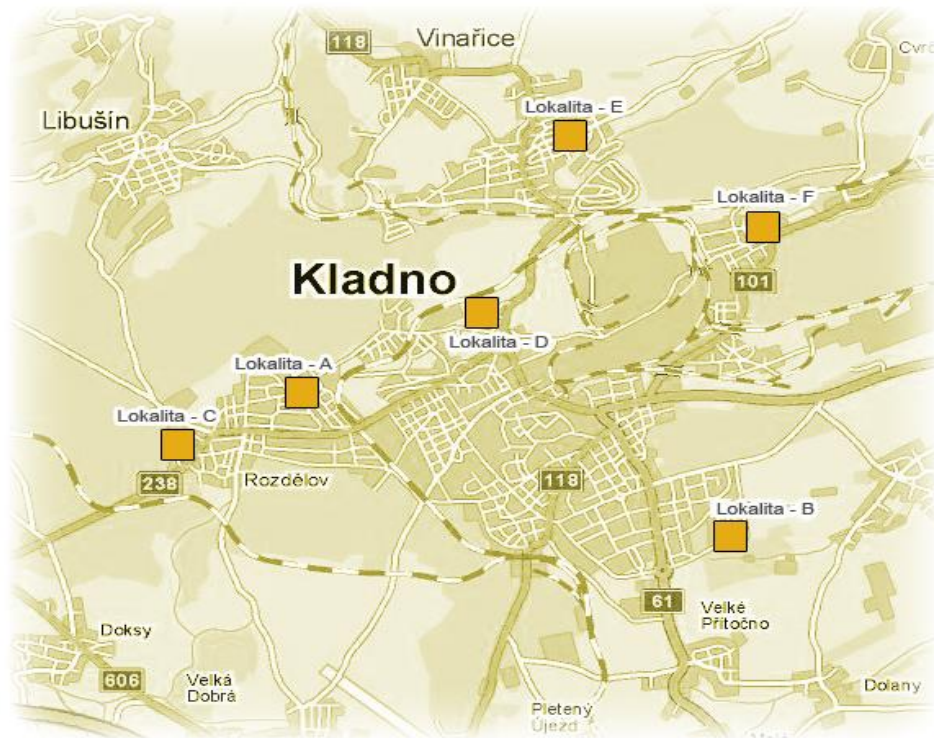 118
Vinařice
Lokalita - E
Libušín
Lokalita - F
Kladno
101
Lokalita - D
Lokalita - A
Lokalita - C
238
Rozdělov
118
Lokalita - B
61
Velké
Přítočno
Doksy
606
Velká
Dobrá
Dolany
Pletený
Újezd